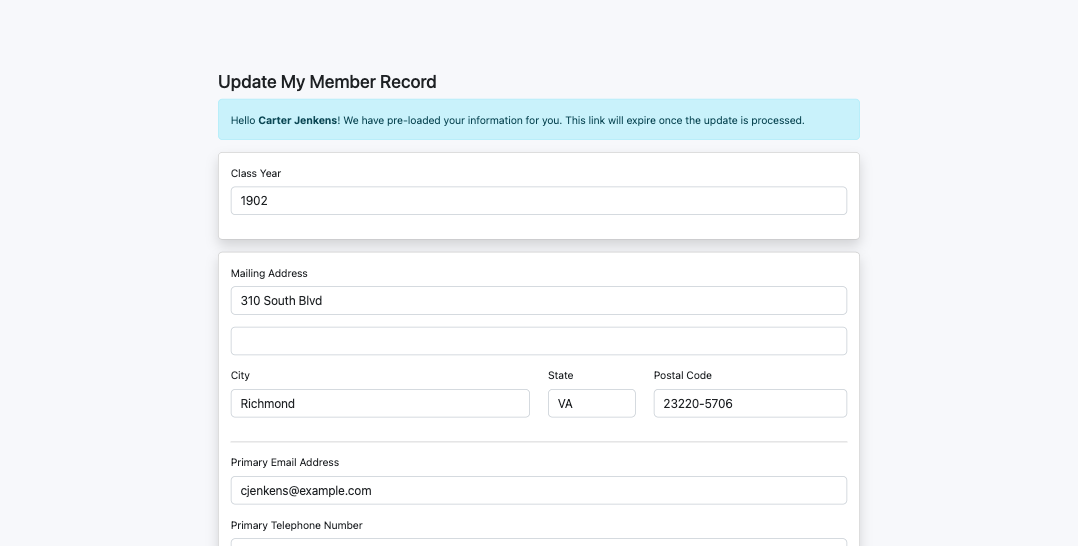 Update My Member Record
Hello Carter Jenkens! We have pre-loaded your information for you. This link will expire once the update is processed.
Class Year
1902
Mailing Address
310 South Blvd
City
State
Postal Code
Richmond
VA
23220-5706
Primary Email Address
cjenkens@example.com
Primary Telephone Number